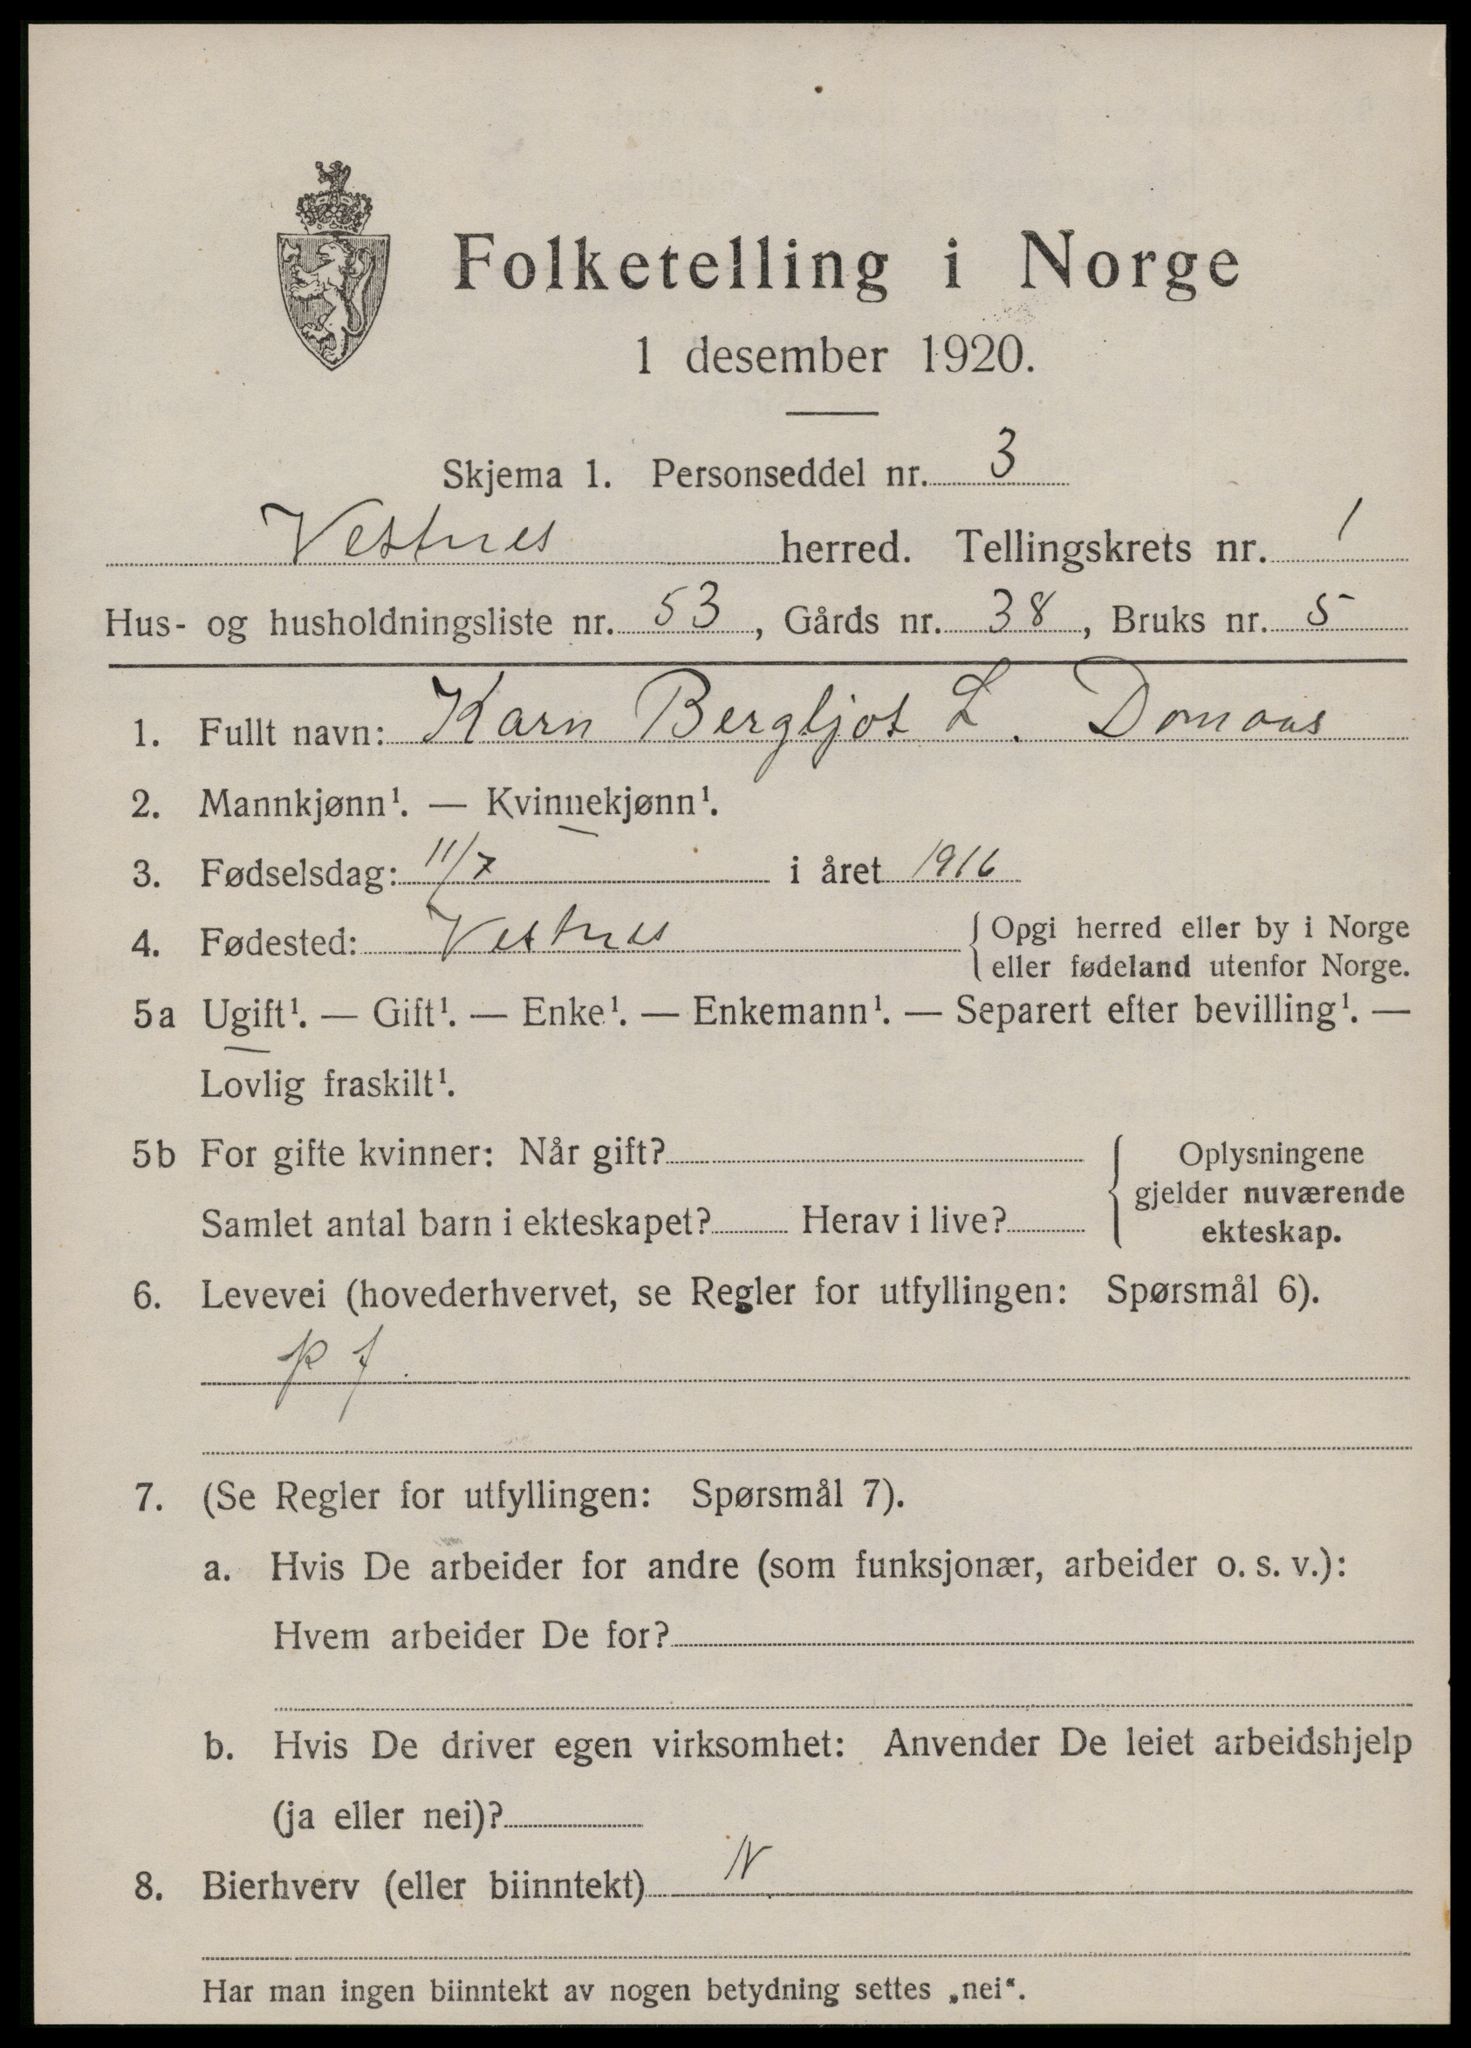 Folketelling i Norge
1 desember 1920.
Skjema 1. Personseddel nr. 3
Vestnes herred. Tellingskrets nr. 1
Hus- og husholdningsliste nr. 53, Gårds nr. 38, Bruks nr. 5
1. Fullt navn: Karn Bergljot L. Domaas
2. Mannkjønn¹. — Kvinnekjønn¹.
3. Fødselsdag: 11/7 i året 1916
4. Fødested: Vestnes { Opgi herred eller by i Norge
eller fødeland utenfor Norge.
5a Ugift¹. — Gift¹. — Enke¹. — Enkemann¹. — Separert efter bevilling¹. —
Lovlig fraskilt¹.
5b For gifte kvinner: Når gift?
Samlet antal barn i ekteskapet? Herav i live?
{ Oplysningene
gjelder nuværende
ekteskap.
6. Levevei (hovederhvervet, se Regler for utfyllingen: Spørsmål 6).
p f.
7. (Se Regler for utfyllingen: Spørsmål 7).
a. Hvis De arbeider for andre (som funksjonær, arbeider o. s. v.):
Hvem arbeider De for?
b. Hvis De driver egen virksomhet: Anvender De leiet arbeidshjelp
(ja eller nei)?
8. Bierhverv (eller biinntekt) N
Har man ingen biinntekt av nogen betydning settes „nei“.